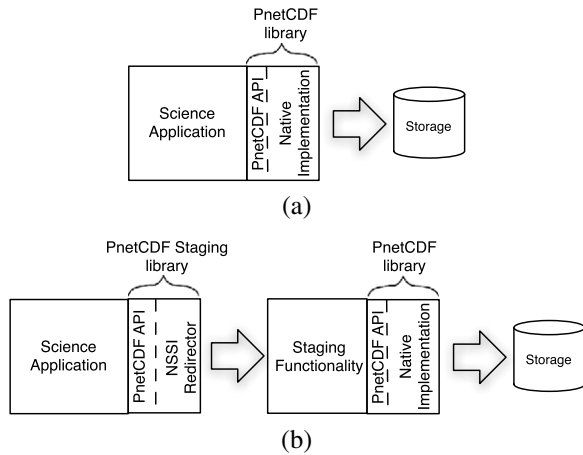 PnetCDF
library
Science
Application
PnetCDF API
Native
Implementation
Storage
(a)
PnetCDF Staging
library
PnetCDF
library
Science
Application
PnetCDF API
NSSI
Redirector
Staging
Functionality
PnetCDF API
Native
Implementation
Storage
(b)